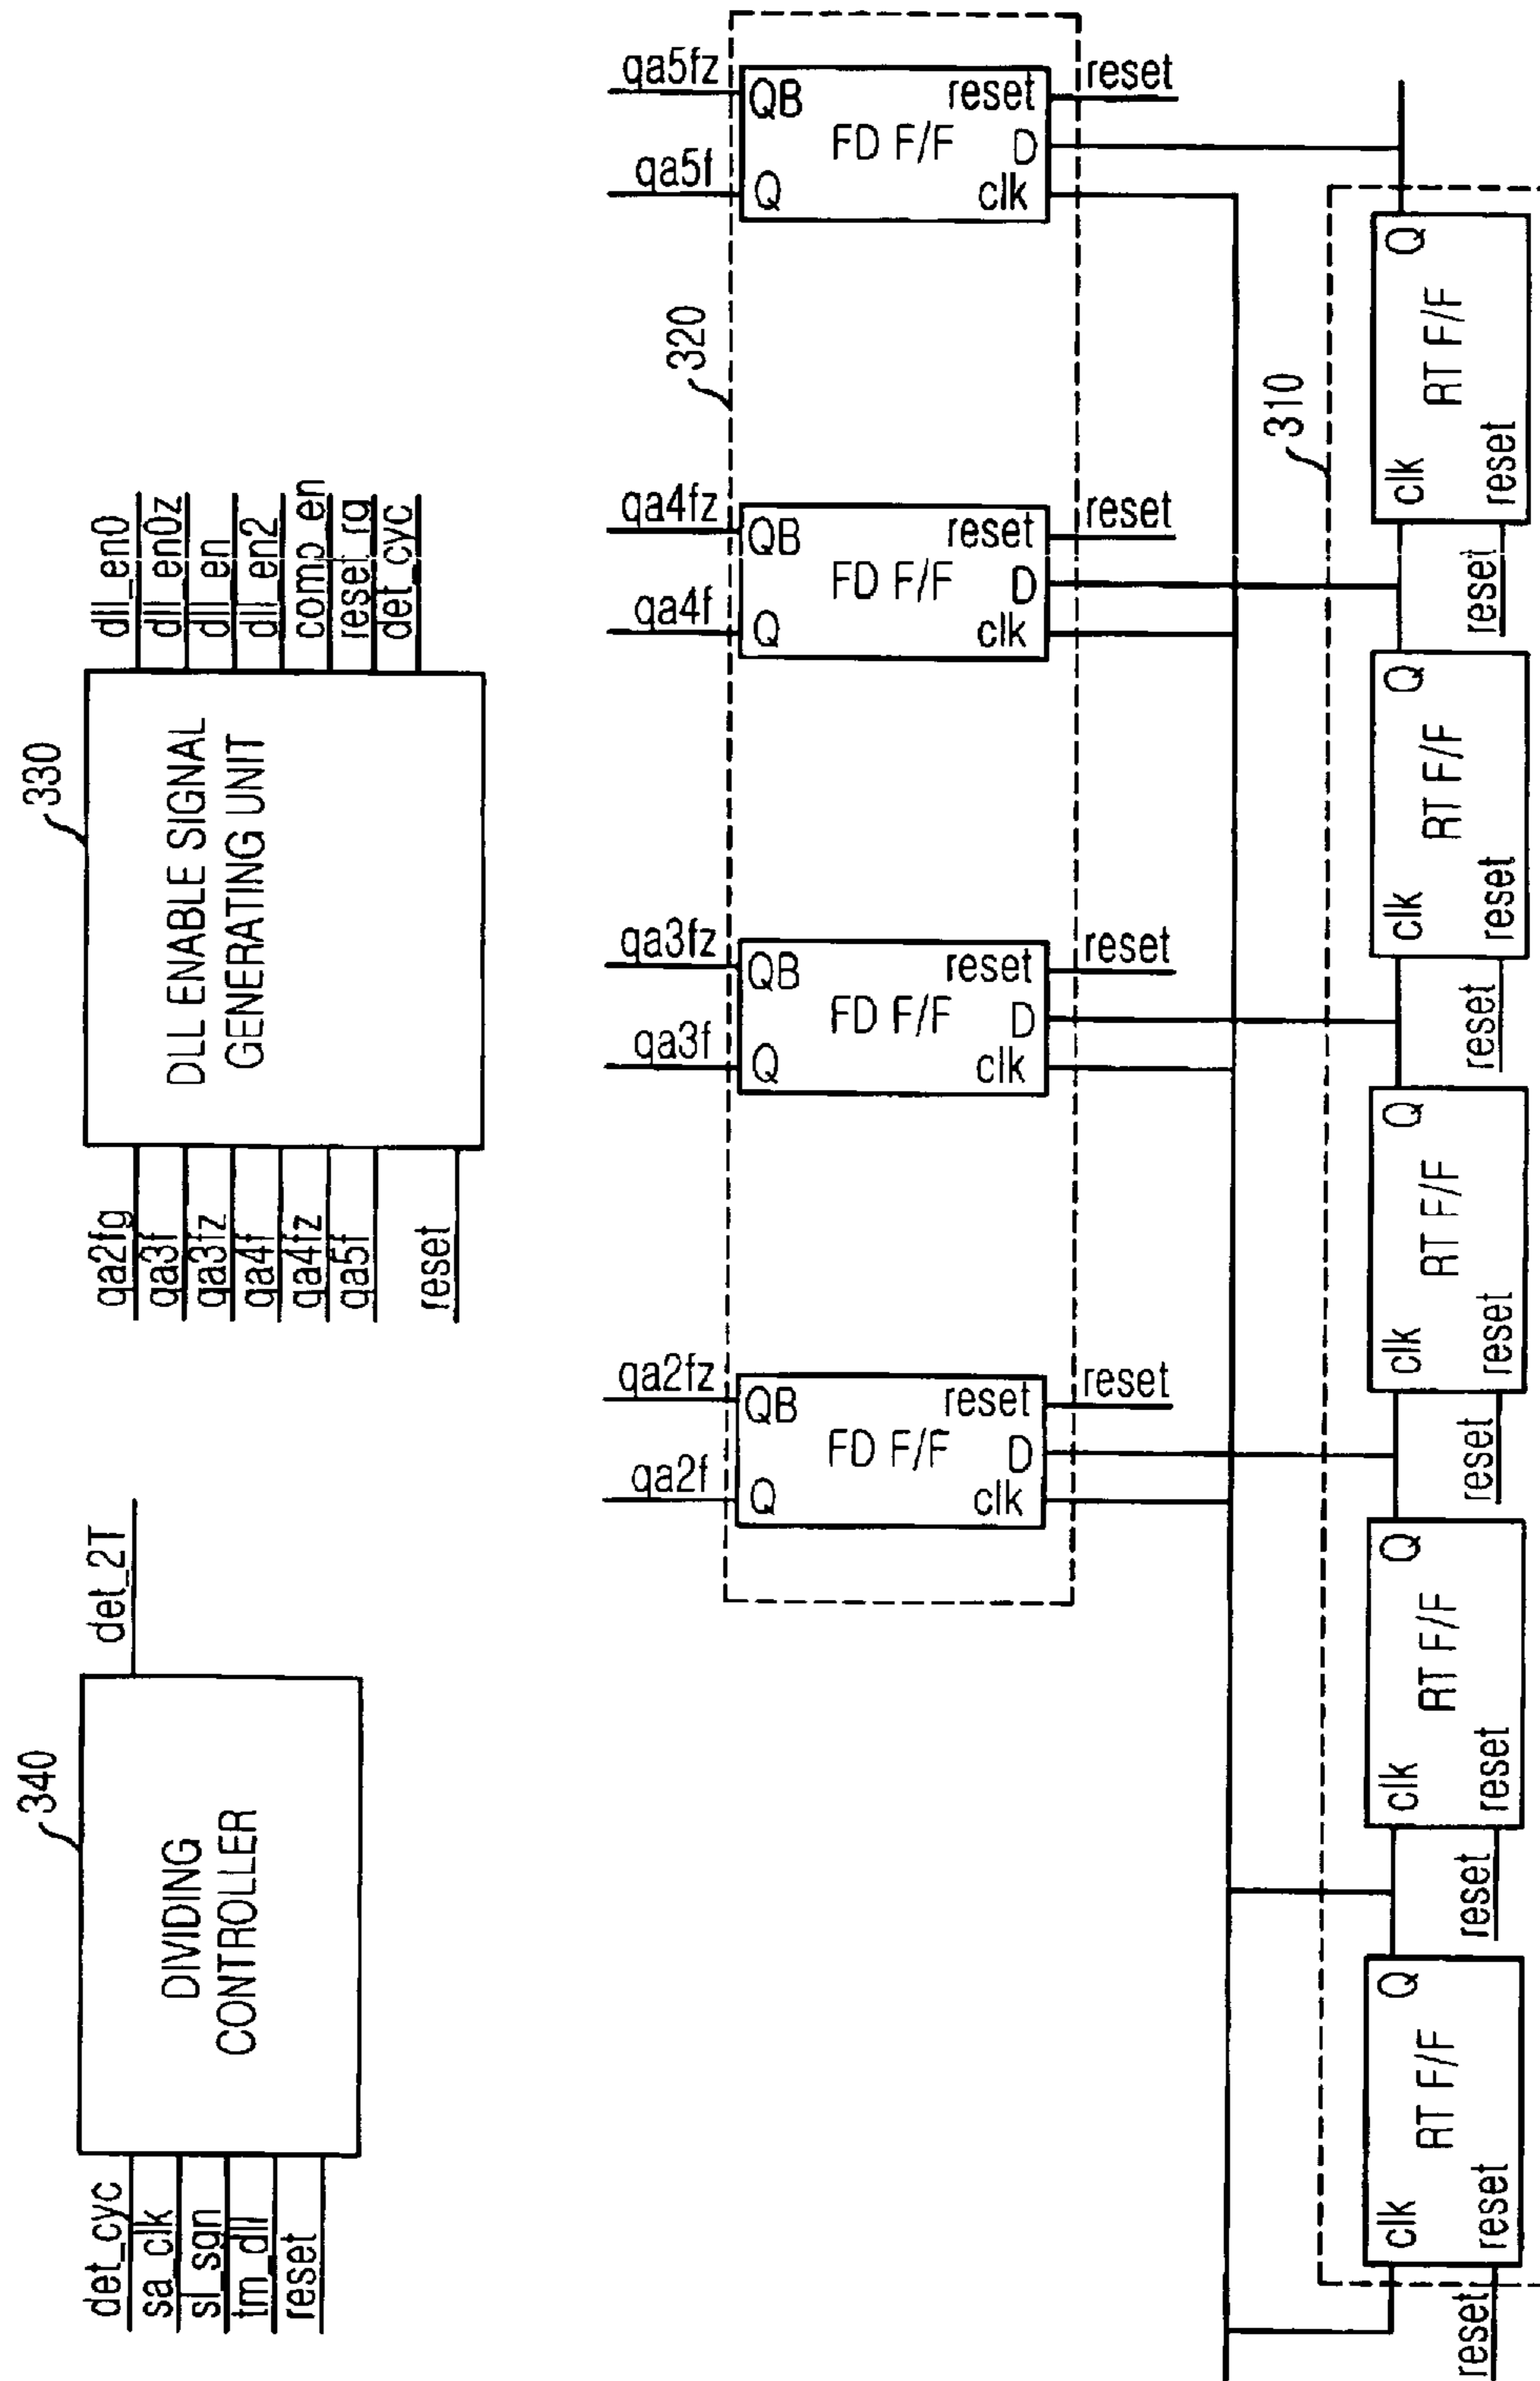 340
det_cyc
sa_clk
sl_sgn
tm_dll
reset
DIVIDING
CONTROLLER
det_2T
330
qa2fg
qa3f
qa3fz
qa4f
qa4fz
qa5f
reset
DLL ENABLE SIGNAL
GENERATING UNIT
dll_en0
dll_en0z
dll_en
dll_en2
comp_en
reset_rg
det_cyc
320
qa2f
qa2fz
Q
QB
FD F/F
clk
D
reset
reset
qa3f
qa3fz
Q
QB
FD F/F
clk
D
reset
reset
qa4f
qa4fz
Q
QB
FD F/F
clk
D
reset
reset
qa5f
qa5fz
Q
QB
FD F/F
clk
D
reset
reset
310
reset
clk
Q
RT F/F
reset
reset
clk
Q
RT F/F
reset
reset
clk
Q
RT F/F
reset
reset
clk
Q
RT F/F
reset
reset
clk
Q
RT F/F
reset